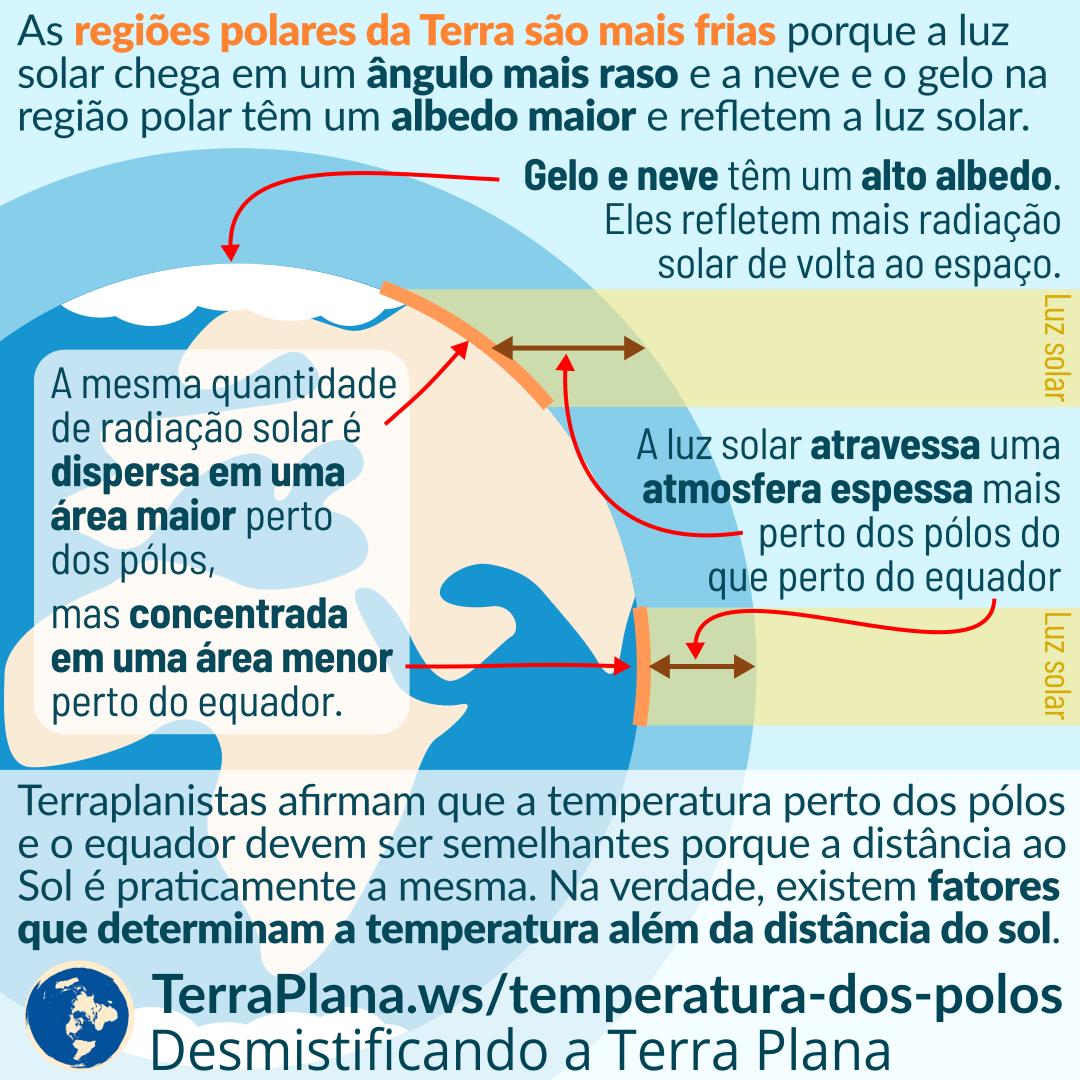 As regiões polares da Terra são mais frias porque a luz
solar chega em um ângulo mais raso e a neve e o gelo na
região polar têm um albedo maior e refletem a luz solar.
Gelo e neve têm um alto albedo.
Eles refletem mais radiação
solar de volta ao espaço.
Luz solar
A mesma quantidade
de radiação solar é
dispersa em uma
área maior perto
dos pólos,
mas concentrada
em uma área menor
perto do equador.
A luz solar atravessa uma
atmosfera espessa mais
perto dos pólos do
que perto do equador
Luz solar
Terraplanistas afirmam que a temperatura perto dos pólos
e o equador devem ser semelhantes porque a distância ao
Sol é praticamente a mesma. Na verdade, existem fatores
que determinam a temperatura além da distância do sol.
TerraPlana.ws/temperatura-dos-polos
Desmistificando a Terra Plana